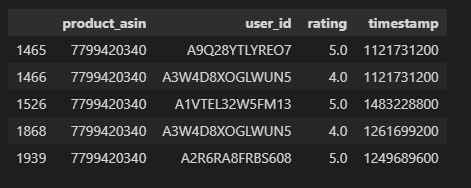 product_asin user_id rating timestamp
1465 7799420340 A9Q28YTLYREO7 5.0 1121731200
1466 7799420340 A3W4D8XOGLWUN5 4.0 1121731200
1526 7799420340 A1VTEL32W5FM13 5.0 1483228800
1868 7799420340 A3W4D8XOGLWUN5 4.0 1261699200
1939 7799420340 A2R6RA8FRBS608 5.0 1249689600